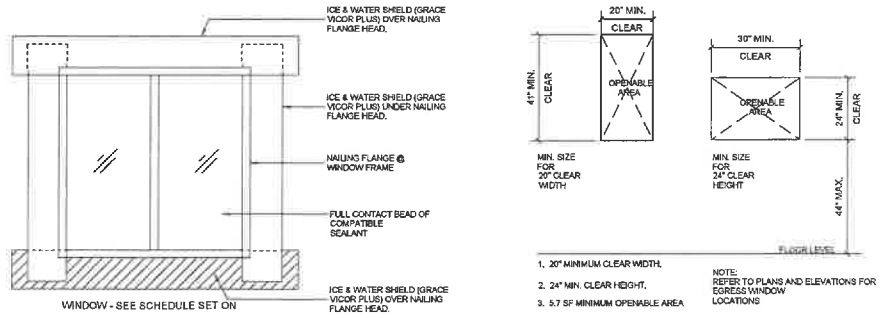 ICE & WATER SHIELD (GRACE
VICOR PLUS) OVER NAILING
FLANGE HEAD.
ICE & WATER SHIELD (GRACE
VICOR PLUS) UNDER NAILING
FLANGE HEAD.
NAILING FLANGE @
WINDOW FRAME
FULL CONTACT BEAD OF
COMPATIBLE
SEALANT
ICE & WATER SHIELD (GRACE
VICOR PLUS) OVER NAILING
FLANGE HEAD.
WINDOW - SEE SCHEDULE SET ON
20" MIN.
CLEAR
41" MIN.
CLEAR
OPENABLE
AREA
MIN. SIZE
FOR
20" CLEAR
WIDTH
30" MIN.
CLEAR
OPENABLE
AREA
24" MIN.
CLEAR
MIN. SIZE
FOR
24" CLEAR
HEIGHT
44" MAX.
FLOOR LEVEL
1. 20" MINIMUM CLEAR WIDTH.
2. 24" MIN. CLEAR HEIGHT.
3. 5.7 SF MINIMUM OPENABLE AREA
NOTE:
REFER TO PLANS AND ELEVATIONS FOR
EGRESS WINDOW
LOCATIONS